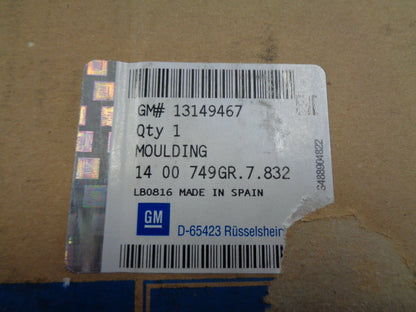 GM# 13149467
Qty 1
MOULDING
14 00 749GR.7.832
LB0816 MADE IN SPAIN
GM
D-65423 Rüsselshei